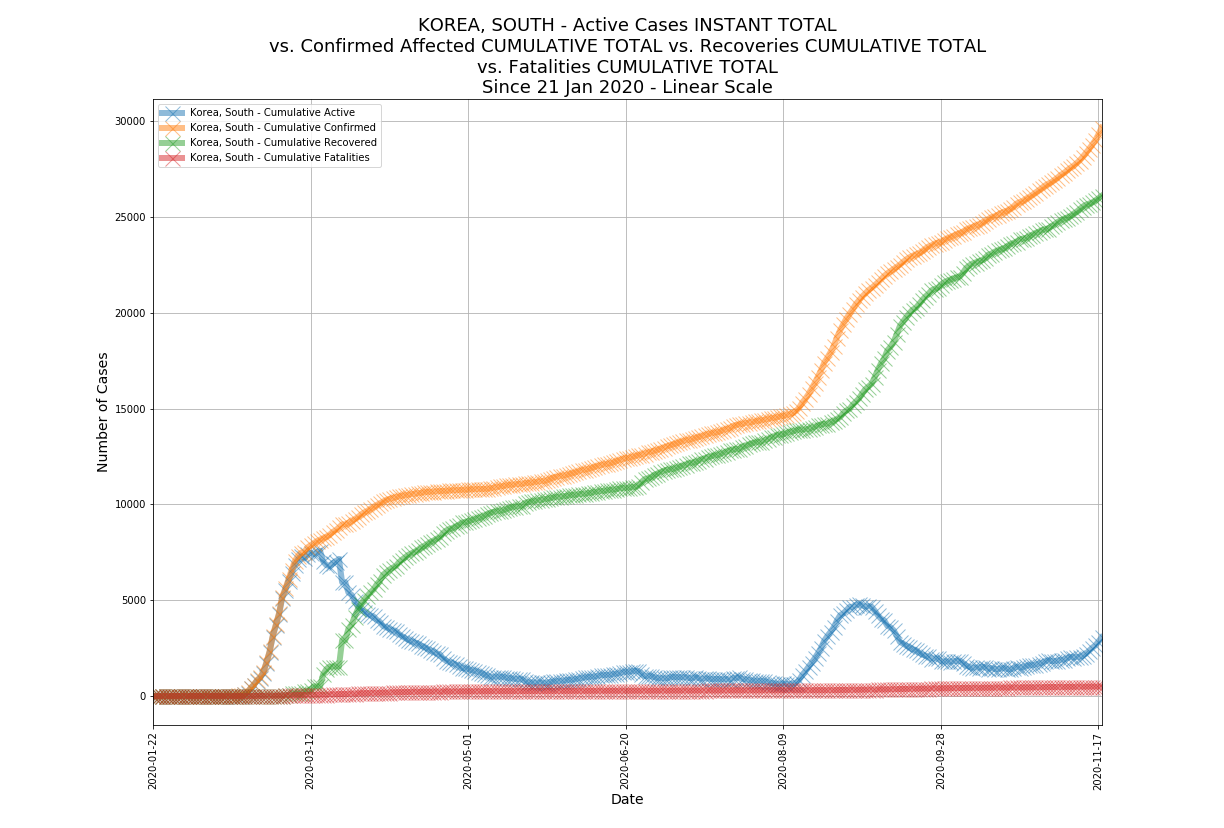 KOREA, SOUTH - Active Cases INSTANT TOTAL
vs. Confirmed Affected CUMULATIVE TOTAL vs. Recoveries CUMULATIVE TOTAL
vs. Fatalities CUMULATIVE TOTAL
Since 21 Jan 2020 - Linear Scale
Korea, South - Cumulative Active
Korea, South - Cumulative Confirmed
Korea, South - Cumulative Recovered
Korea, South - Cumulative Fatalities
Number of Cases
30000
25000
20000
15000
10000
5000
0
2020-01-22
2020-03-12
2020-05-01
2020-06-20
2020-08-09
2020-09-28
2020-11-17
Date